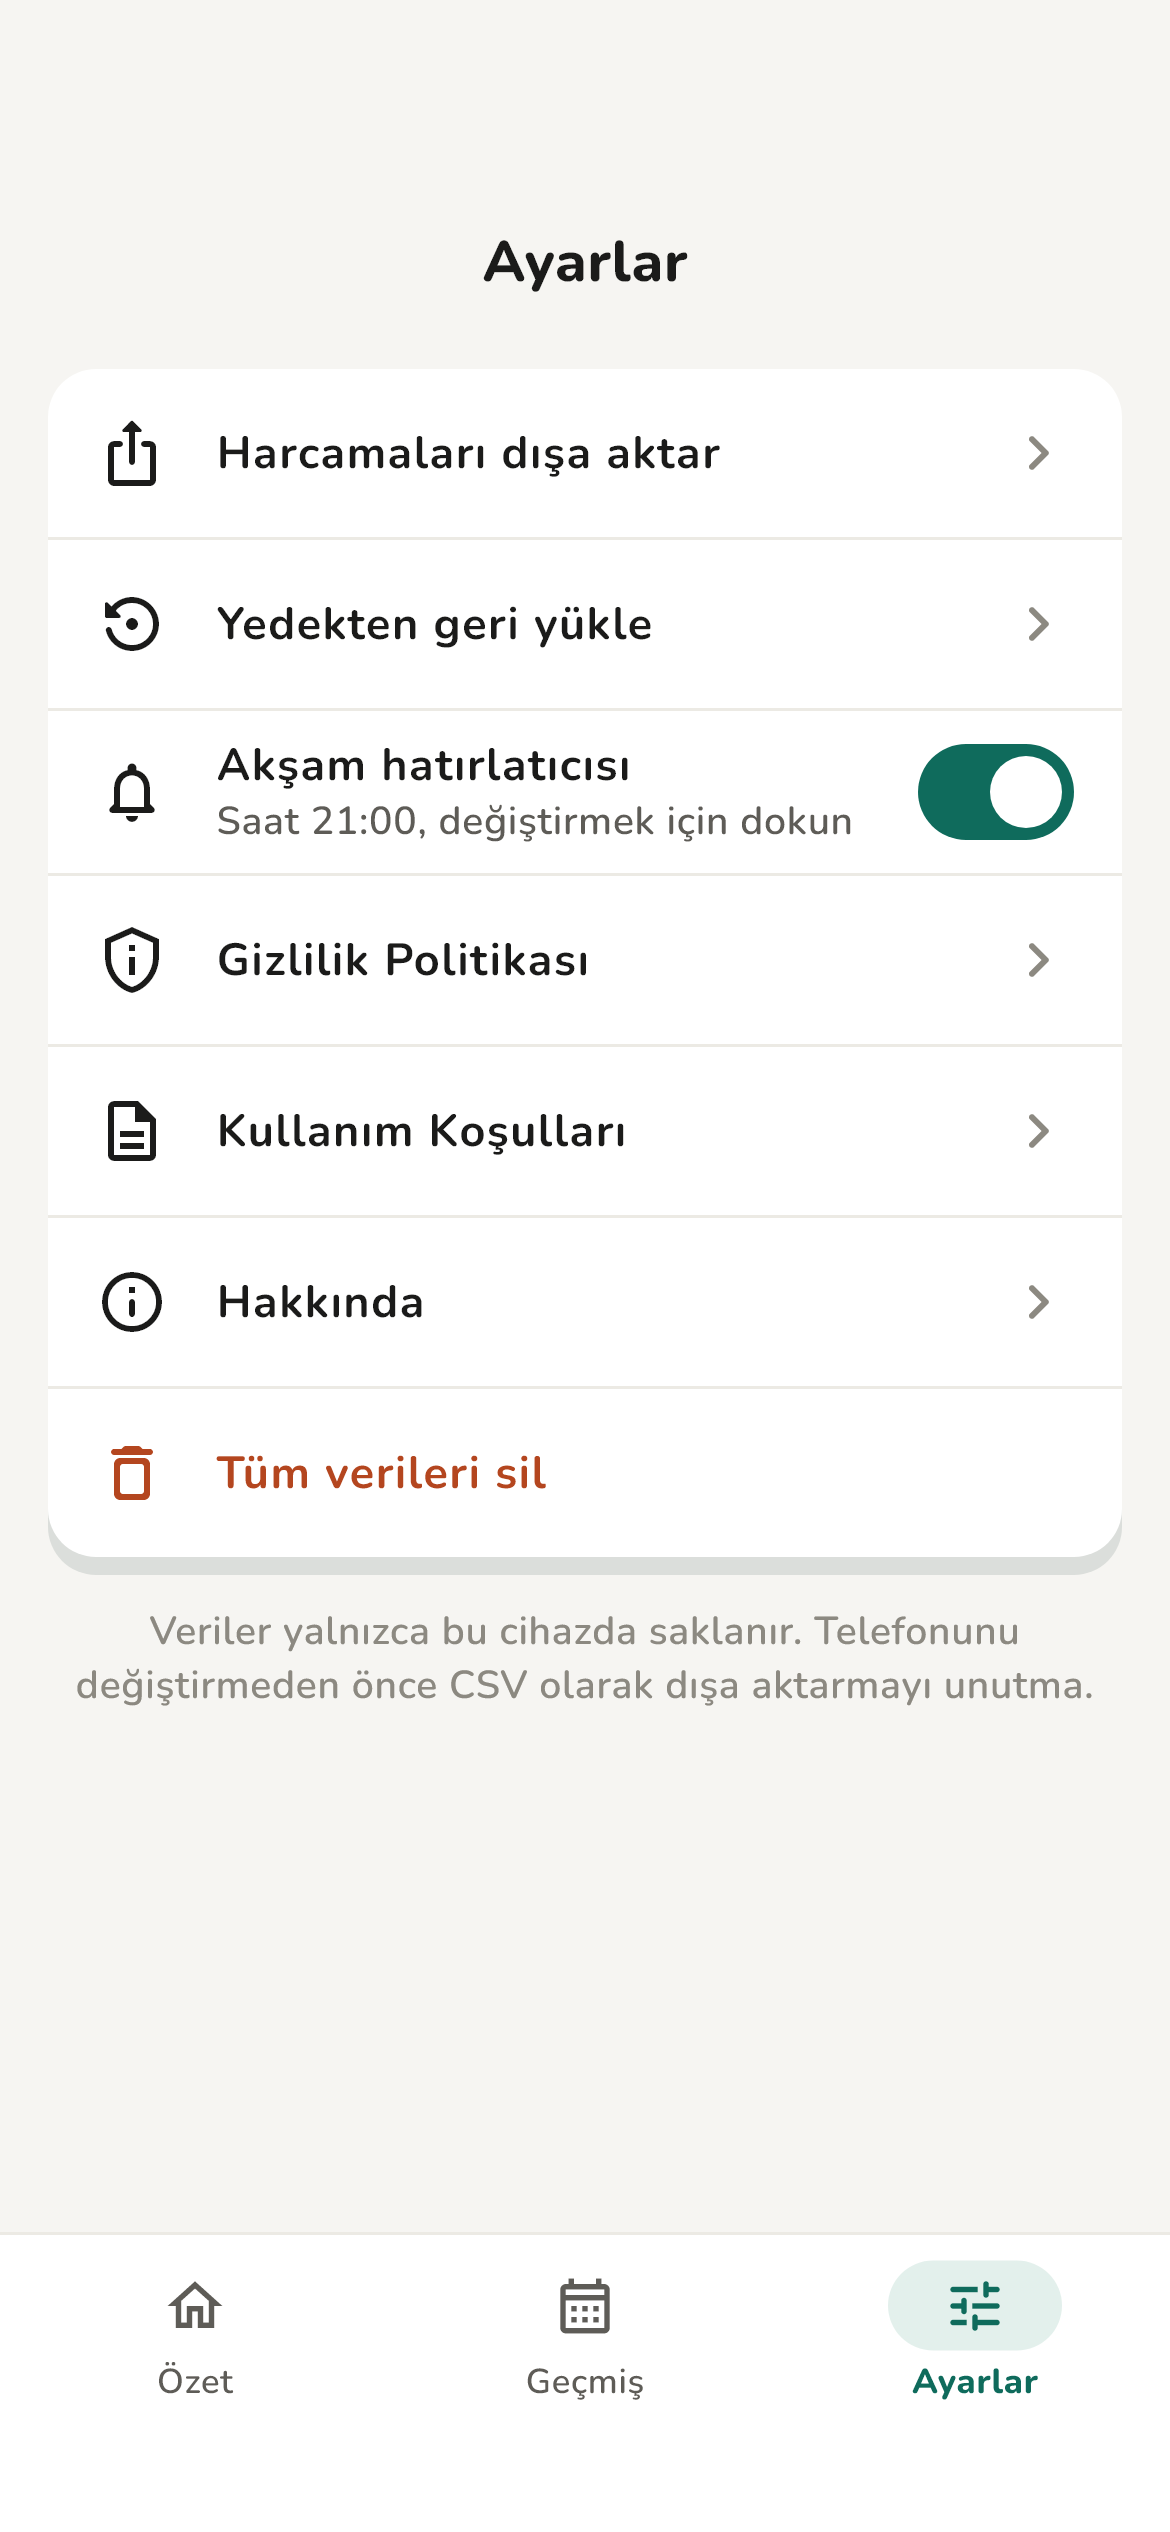 Ayarlar
Harcamaları dışa aktar
Yedekten geri yükle
Akşam hatırlatıcısı
Saat 21:00, değiştirmek için dokun
Gizlilik Politikası
Kullanım Koşulları
Hakkında
Tüm verileri sil
Veriler yalnızca bu cihazda saklanır. Telefonunu
değiştirmeden önce CSV olarak dışa aktarmayı unutma.
Özet
Geçmiş
Ayarlar